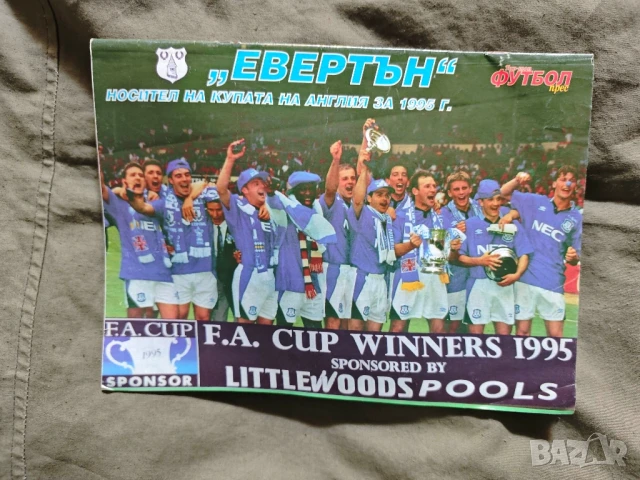 „ЕВЕРТЪН“
НОСИТЕЛ НА КУПАТА НА АНГЛИЯ ЗА 1995 Г.
ФУТБОЛ
прес
NEC
F.A. CUP
1995
SPONSOR
F.A. CUP WINNERS 1995
SPONSORED BY
LITTLEWOODS POOLS
BAZAR